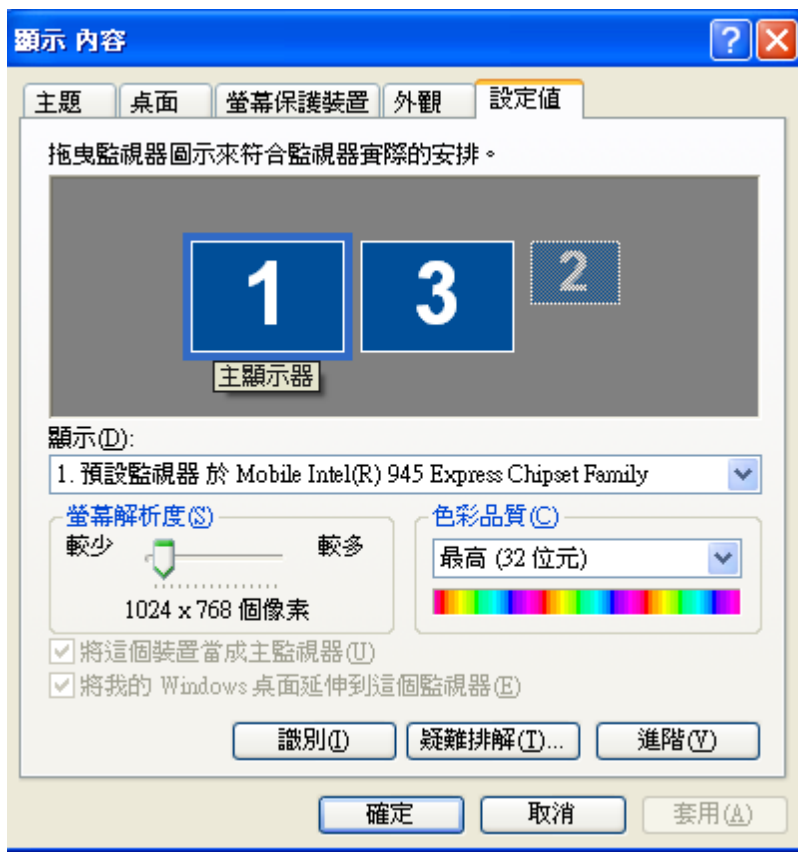 顯示 內容
主題 桌面 螢幕保護裝置 外觀 設定值
拖曳監視器圖示來符合監視器實際的安排。
1 3 2
主顯示器
顯示(D):
1. 預設監視器 於 Mobile Intel(R) 945 Express Chipset Family
螢幕解析度(S) 色彩品質(C)
較少 較多 最高 (32 位元)
1024 x 768 個像素
將這個裝置當成主監視器(U)
將我的 Windows 桌面延伸到這個監視器(E)
識別(I) 疑難排解(T)... 進階(V)
確定 取消 套用(A)